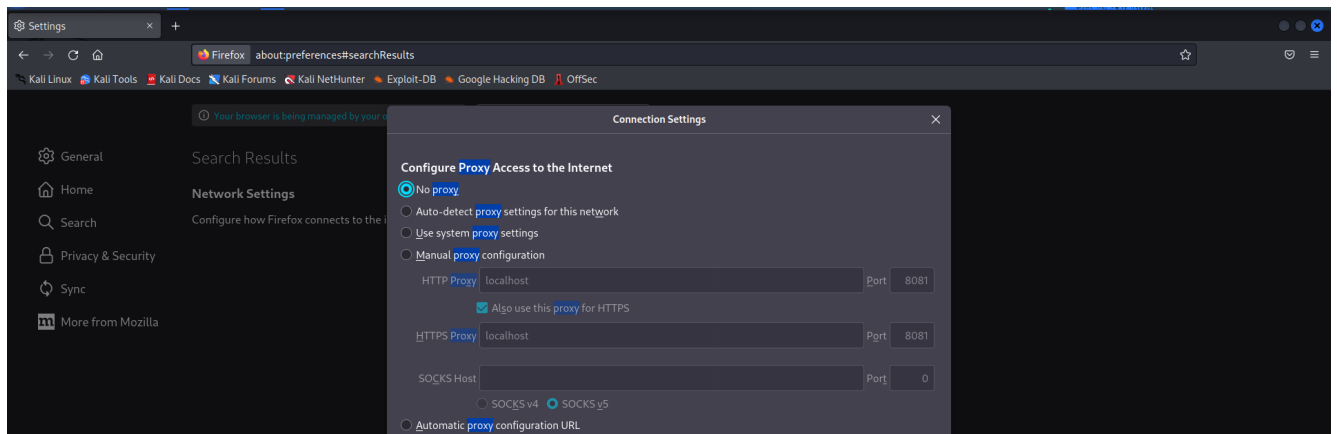 Settings × +
Firefox about:preferences#searchResults
Kali Linux Kali Tools Kali Docs Kali Forums Kali NetHunter Exploit-DB Google Hacking DB OffSec
Your browser is being managed by your o
Connection Settings
General
Home
Search
Privacy & Security
Sync
More from Mozilla
Search Results
Network Settings
Configure how Firefox connects to the i
Configure Proxy Access to the Internet
No proxy
Auto-detect proxy settings for this network
Use system proxy settings
Manual proxy configuration
HTTP Proxy localhost Port 8081
Also use this proxy for HTTPS
HTTPS Proxy localhost Port 8081
SOCKS Host Port 0
SOCKS v4 SOCKS v5
Automatic proxy configuration URL